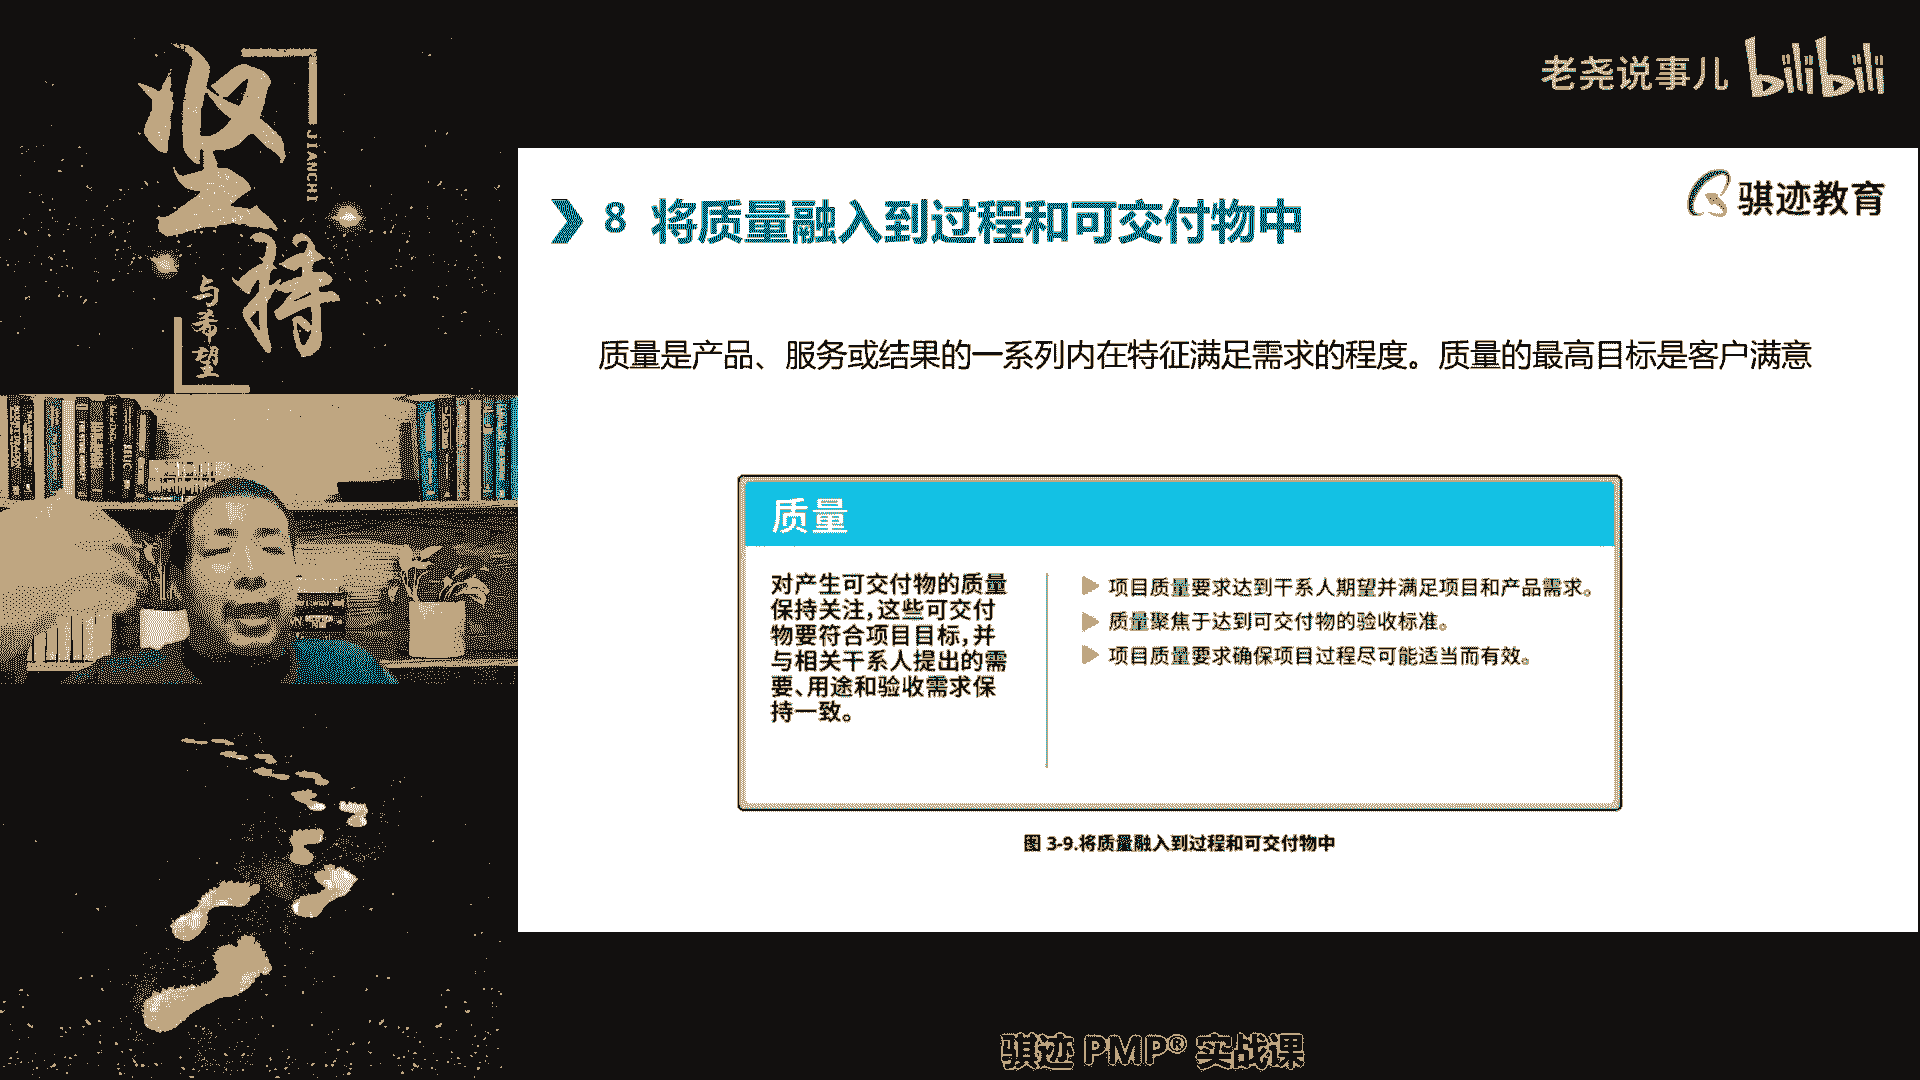 坚持
JIANCHI
与希望
老尧说事儿 bilibili
骐迹教育
8 将质量融入到过程和可交付物中
质量是产品、服务或结果的一系列内在特征满足需求的程度。质量的最高目标是客户满意
质量
对产生可交付物的质量
保持关注,这些可交付
物要符合项目目标,并
与相关干系人提出的需
要、用途和验收需求保
持一致。
项目质量要求达到干系人期望并满足项目和产品需求。
质量聚焦于达到可交付物的验收标准。
项目质量要求确保项目过程尽可能适当而有效。
图 3-9.将质量融入到过程和可交付物中
骐迹 PMP® 实战课